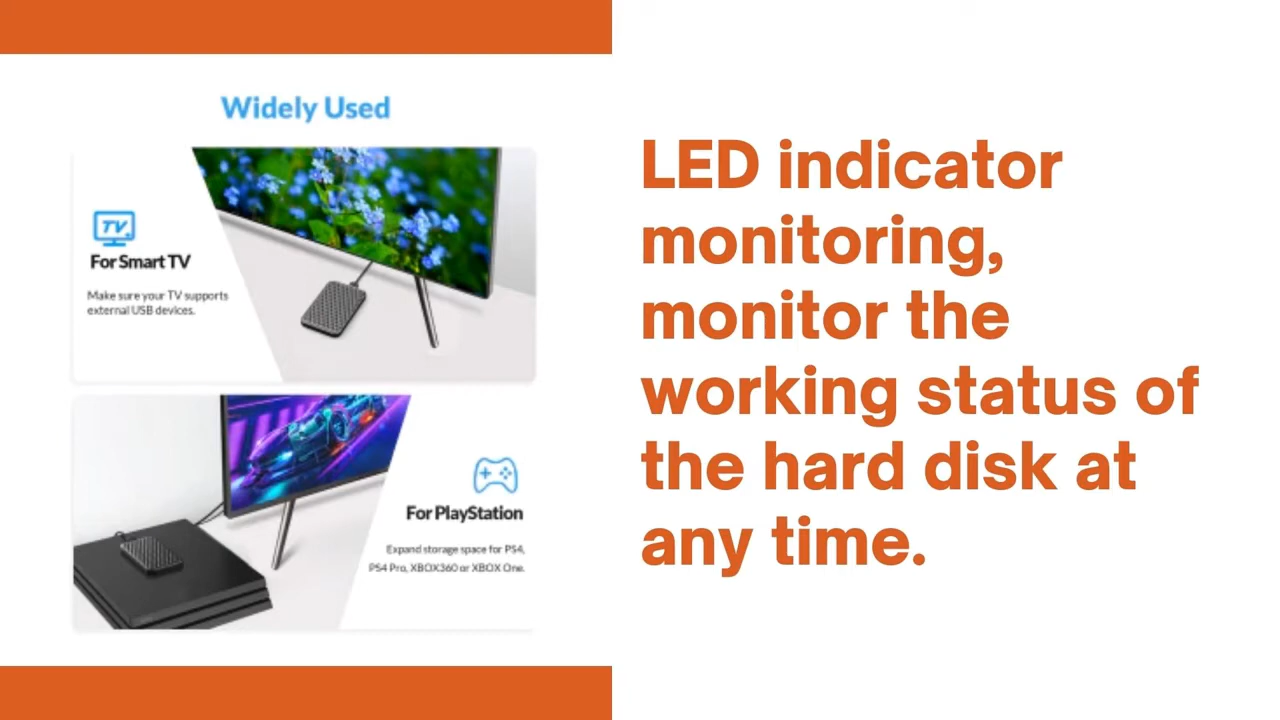 Widely Used
TV
For Smart TV
Make sure your TV supports
external USB devices.
For PlayStation
Expand storage space for PS4,
PS4 Pro, XBOX360 or XBOX One.
LED indicator
monitoring,
monitor the
working status of
the hard disk at
any time.